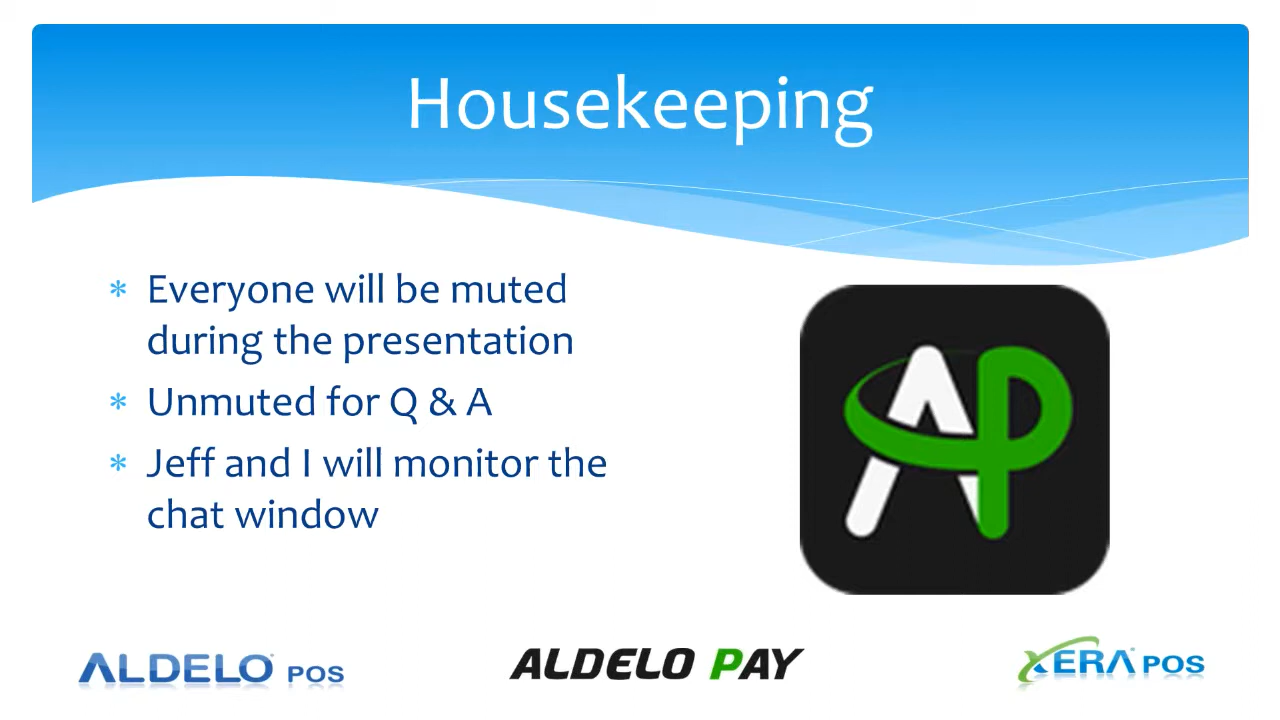 Housekeeping
* Everyone will be muted
during the presentation
* Unmuted for Q & A
* Jeff and I will monitor the
chat window
AP
ALDELO POS
ALDELO PAY
XERA POS